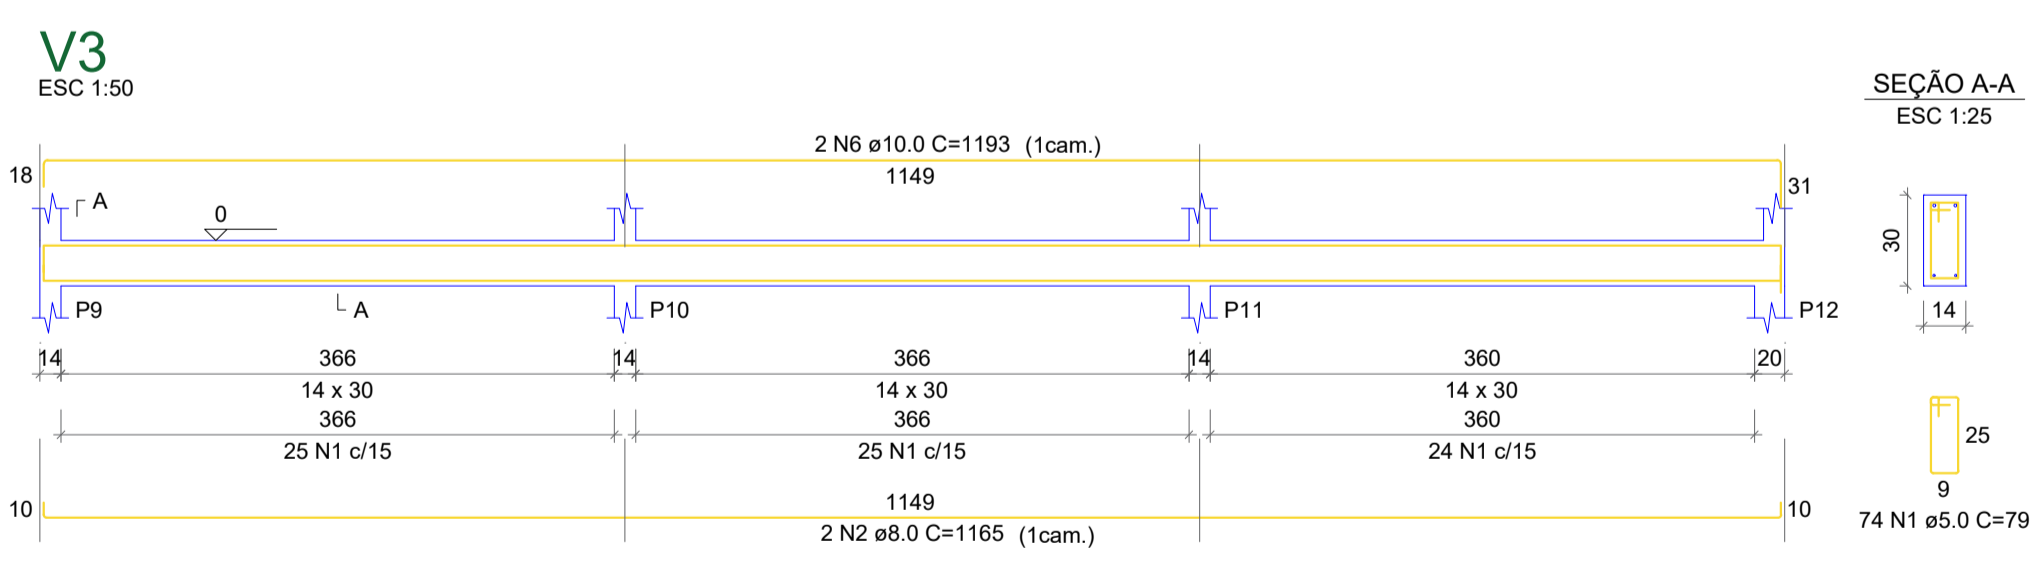 V3
ESC 1:50
SEÇÃO A-A
ESC 1:25
2 N6 ø10.0 C=1193 (1cam.)
18
1149
31
A
0
30
A
P9
P10
P11
P12
14
14
366
14
366
14
360
20
14 x 30
14 x 30
14 x 30
366
366
360
25 N1 c/15
25 N1 c/15
24 N1 c/15
25
9
74 N1 ø5.0 C=79
10
1149
10
2 N2 ø8.0 C=1165 (1cam.)